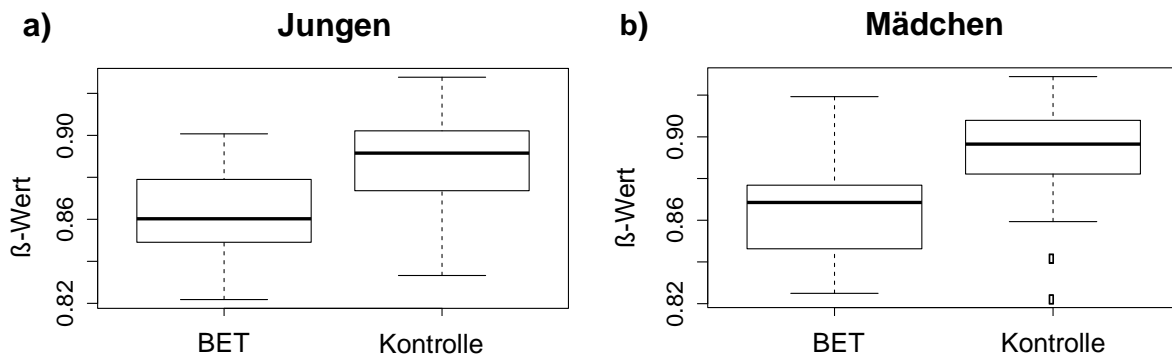 a) Jungen
ß-Wert
0.90
0.86
0.82
BET Kontrolle
b) Mädchen
ß-Wert
0.90
0.86
0.82
BET Kontrolle